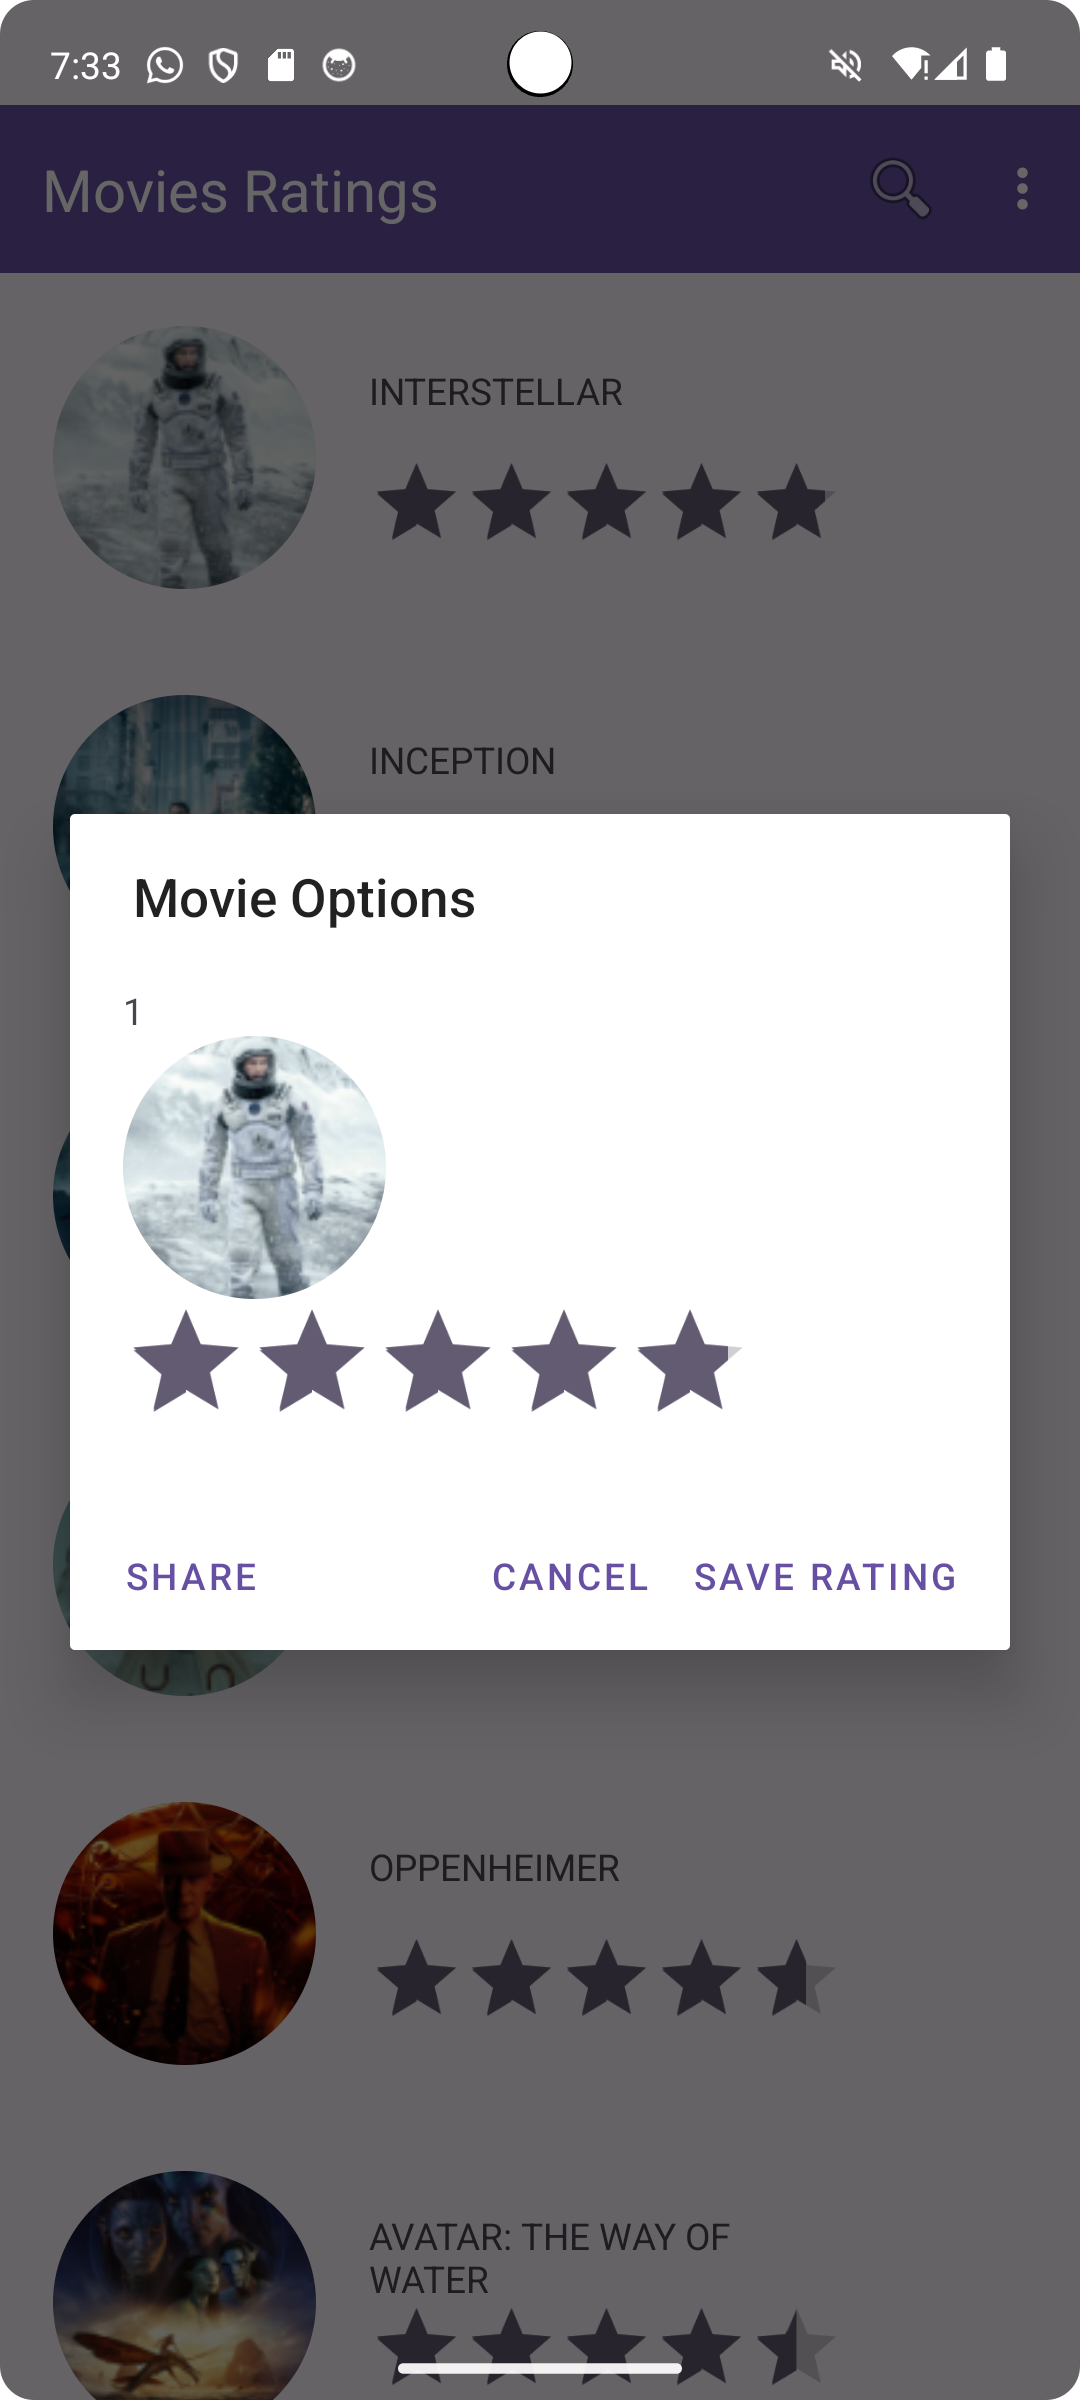 7:33
Movies Ratings
INTERSTELLAR
INCEPTION
Movie Options
1
SHARE CANCEL SAVE RATING
OPPENHEIMER
AVATAR: THE WAY OF
WATER